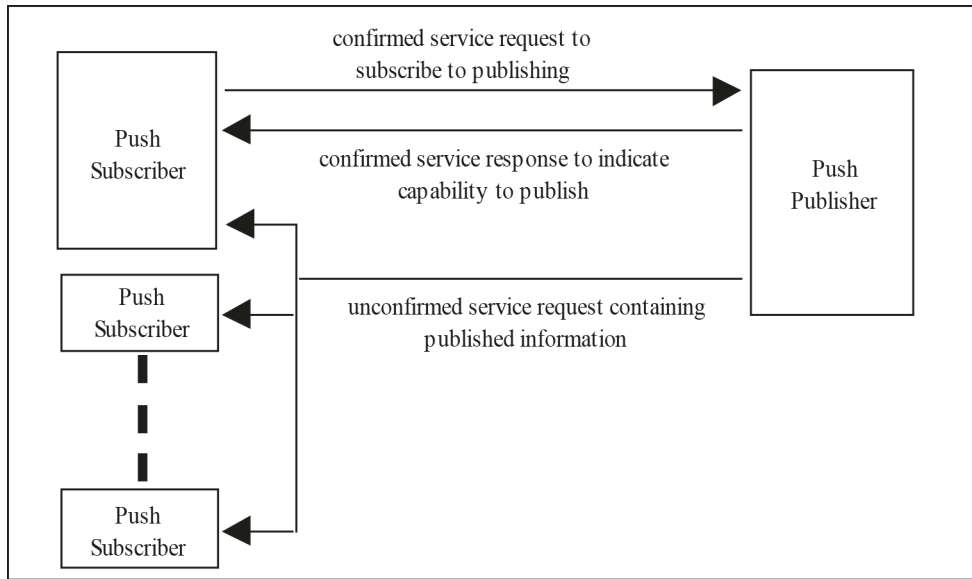 confirmed service request to
subscribe to publishing
Push
Subscriber
confirmed service response to indicate
capability to publish
Push
Publisher
Push
Subscriber
unconfirmed service request containing
published information
Push
Subscriber